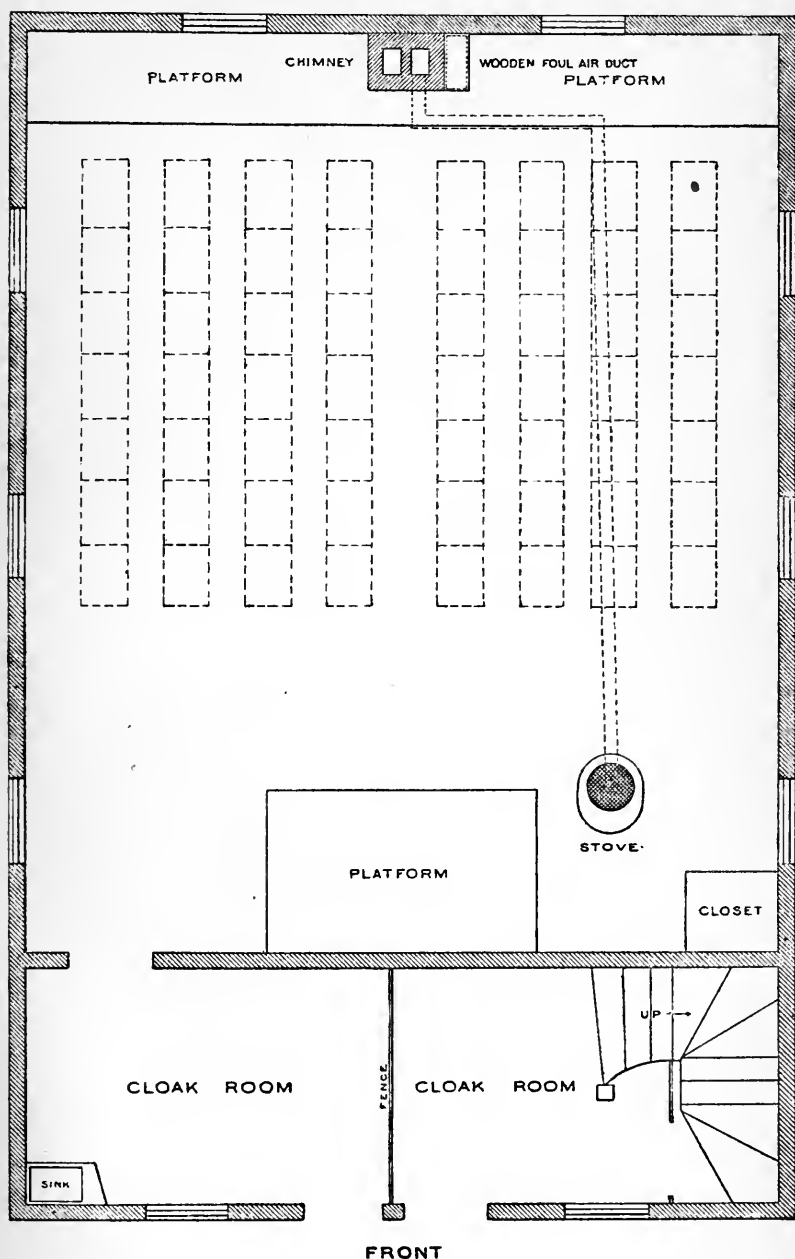 CHIMNEY
WOODEN FOUL AIR DUCT
PLATFORM
PLATFORM
STOVE.
PLATFORM
CLOSET
UP
FENCE
CLOAK ROOM
CLOAK ROOM
SINK
FRONT